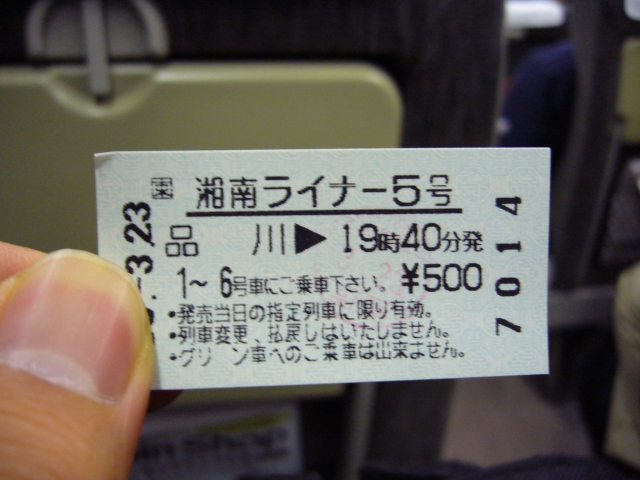 東 湘南ライナー5号
品 川▶19時40分発
1~6号車にご乗車下さい。 ¥500
・発売当日の指定列車に限り有効。
・列車変更、払戻しはいたしません。
・グリーン車へのご乗車は出来ません。
.-3.23
7014
Shop